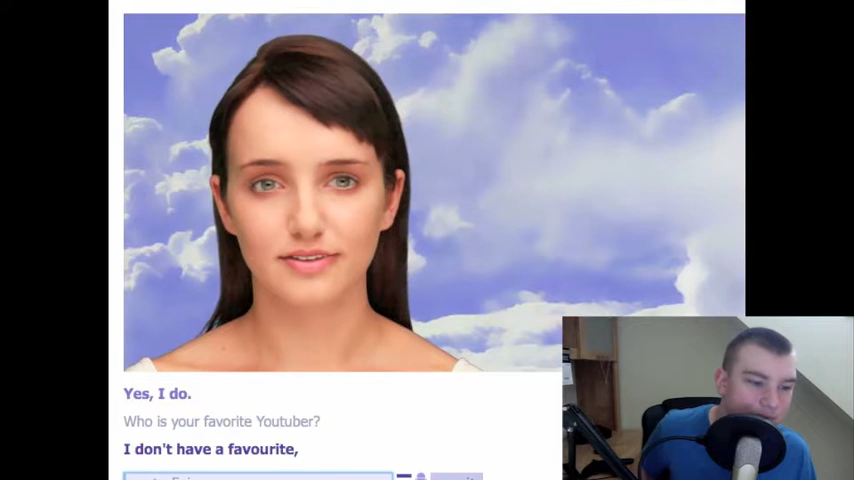 Yes, I do.
Who is your favorite Youtuber?
I don't have a favourite,